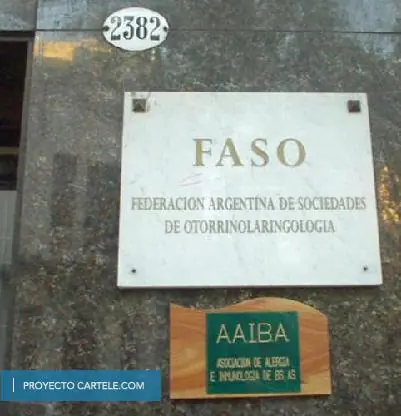 2382
FASO
FEDERACION ARGENTINA DE SOCIEDADES
DE OTORRINOLARINGOLOGIA
AAIBA
ASOCIACION DE ALERGIA
E INMUNOLOGIA DE BS. AS.
PROYECTO CARTELE.COM